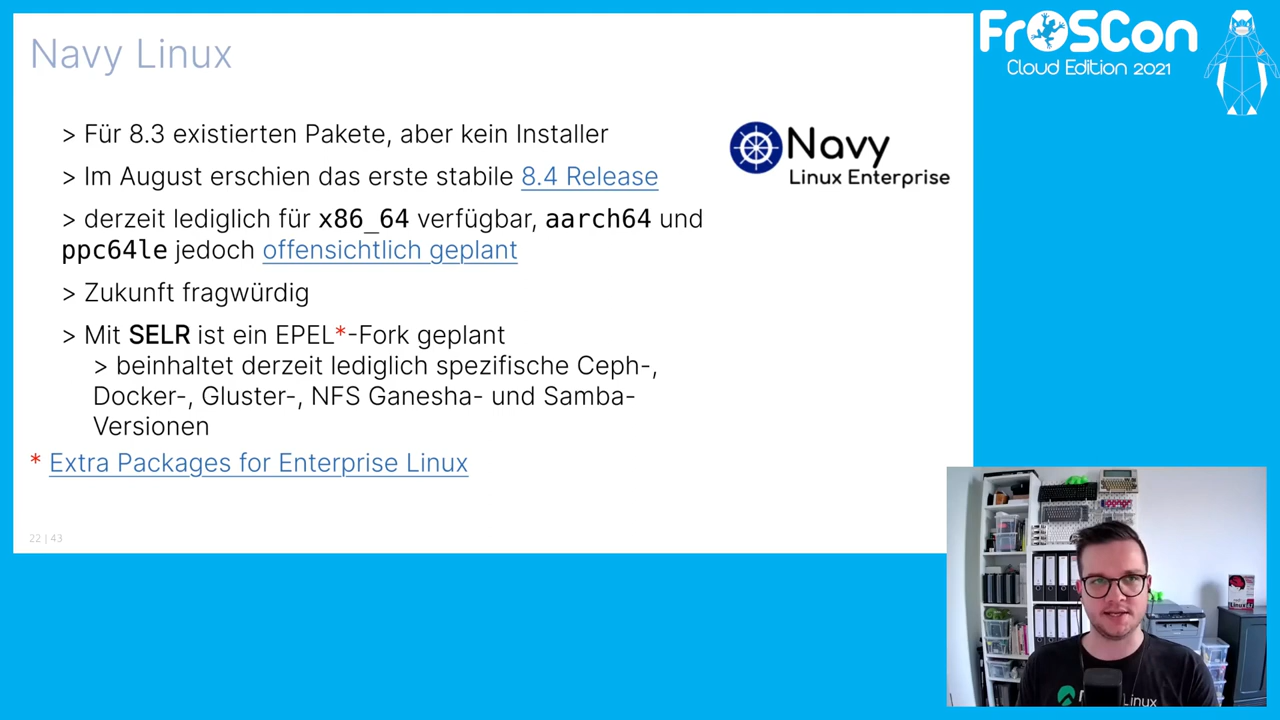 Navy Linux
> Für 8.3 existierten Pakete, aber kein Installer
> Im August erschien das erste stabile 8.4 Release
> derzeit lediglich für x86_64 verfügbar, aarch64 und
ppc64le jedoch offensichtlich geplant
> Zukunft fragwürdig
> Mit SELR ist ein EPEL*-Fork geplant
> beinhaltet derzeit lediglich spezifische Ceph-,
Docker-, Gluster-, NFS Ganesha- und Samba-
Versionen
* Extra Packages for Enterprise Linux
22 | 43
Navy
Linux Enterprise
FrOSCon
Cloud Edition 2021
Linux